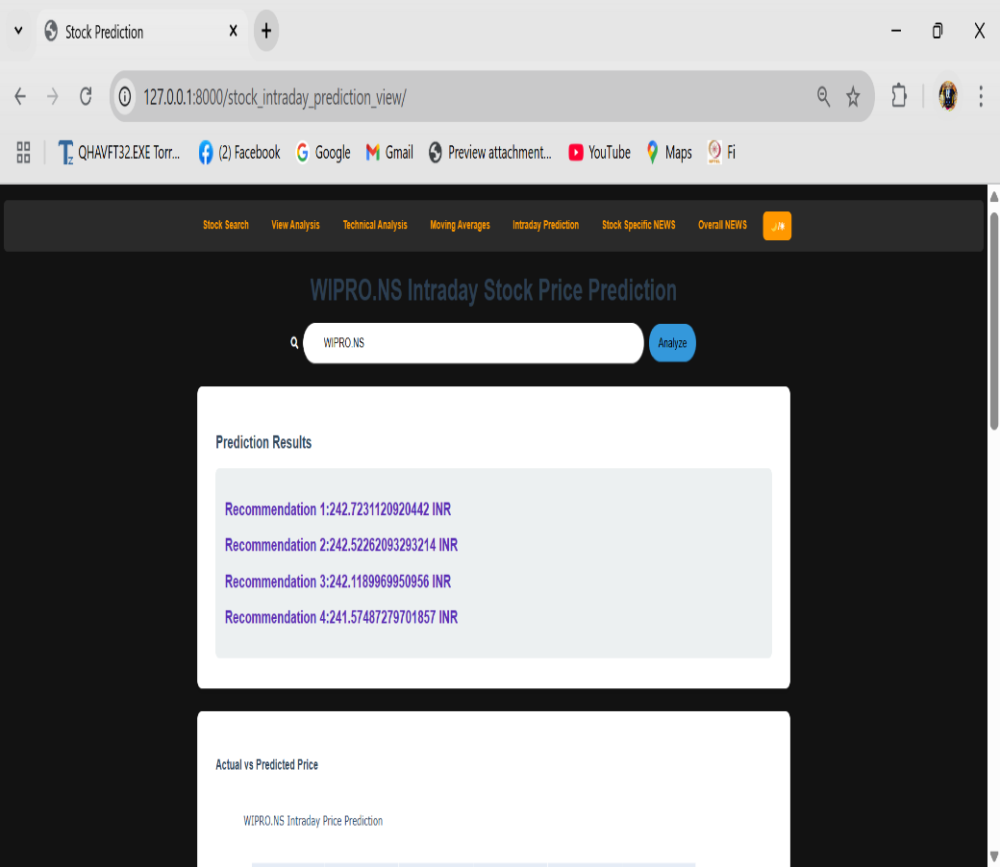 Stock Prediction
127.0.0.1:8000/stock_intraday_prediction_view/
QHAVFT32.EXE Torr... (2) Facebook Google Gmail Preview attachment... YouTube Maps Fi
Stock Search View Analysis Technical Analysis Moving Averages Intraday Prediction Stock Specific NEWS Overall NEWS
WIPRO.NS Intraday Stock Price Prediction
WIPRO.NS Analyze
Prediction Results
Recommendation 1:242.7231120920442 INR
Recommendation 2:242.52262093293214 INR
Recommendation 3:242.1189969950956 INR
Recommendation 4:241.57487279701857 INR
Actual vs Predicted Price
WIPRO.NS Intraday Price Prediction